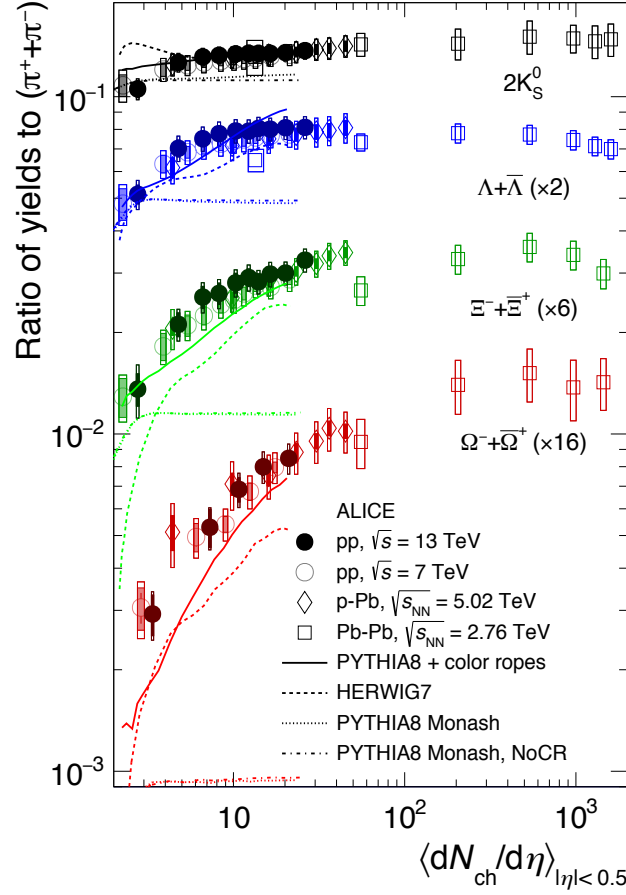 Ratio of yields to (π⁺+π⁻)
10⁻¹
10⁻²
10⁻³
2K⁰_S
Λ+Λ̅ (×2)
Ξ⁻+Ξ̅⁺ (×6)
Ω⁻+Ω̅⁺ (×16)
ALICE
pp, √s = 13 TeV
pp, √s = 7 TeV
p-Pb, √s_NN = 5.02 TeV
Pb-Pb, √s_NN = 2.76 TeV
PYTHIA8 + color ropes
HERWIG7
PYTHIA8 Monash
PYTHIA8 Monash, NoCR
10 10² 10³
⟨dN_ch/dη⟩_|η|< 0.5